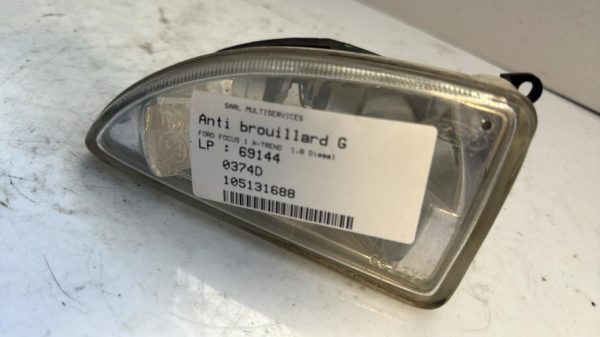 SARL MULTISERVICES
Anti brouillard G
FORD FOCUS 1 X-TREND 1.8 Diesel
LP : 69144
0374D
105131688